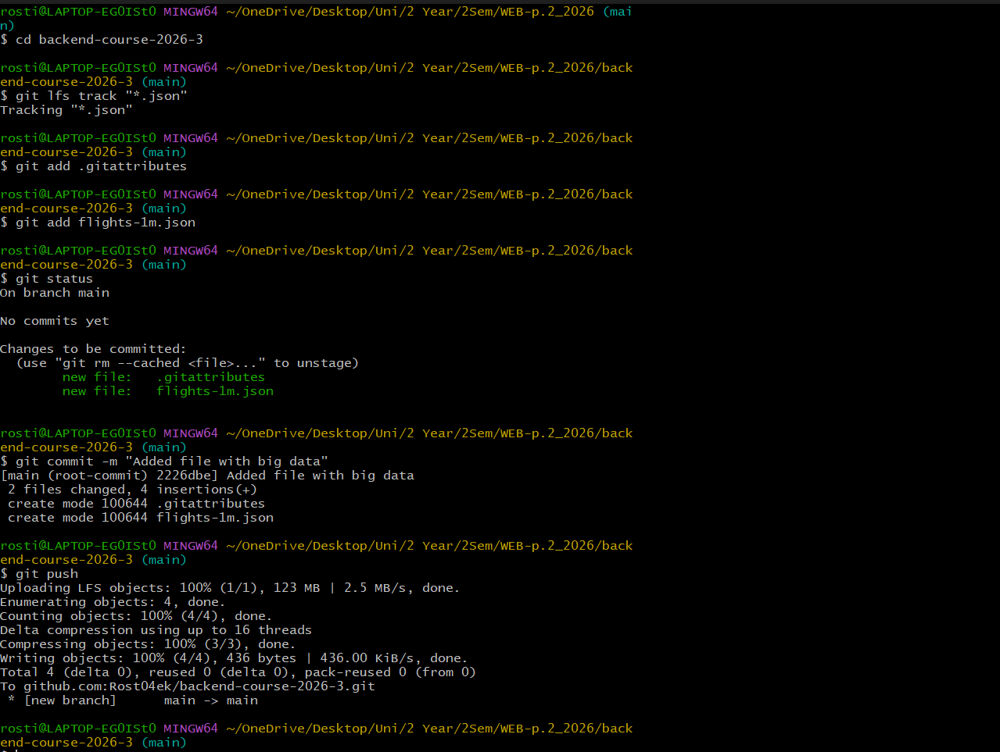 rosti@LAPTOP-EG0ISt0 MINGW64 ~/OneDrive/Desktop/Uni/2 Year/2Sem/WEB-p.2_2026 (mai
n)
$ cd backend-course-2026-3
rosti@LAPTOP-EG0ISt0 MINGW64 ~/OneDrive/Desktop/Uni/2 Year/2Sem/WEB-p.2_2026/back
end-course-2026-3 (main)
$ git lfs track "*.json"
Tracking "*.json"
rosti@LAPTOP-EG0ISt0 MINGW64 ~/OneDrive/Desktop/Uni/2 Year/2Sem/WEB-p.2_2026/back
end-course-2026-3 (main)
$ git add .gitattributes
rosti@LAPTOP-EG0ISt0 MINGW64 ~/OneDrive/Desktop/Uni/2 Year/2Sem/WEB-p.2_2026/back
end-course-2026-3 (main)
$ git add flights-1m.json
rosti@LAPTOP-EG0ISt0 MINGW64 ~/OneDrive/Desktop/Uni/2 Year/2Sem/WEB-p.2_2026/back
end-course-2026-3 (main)
$ git status
On branch main
No commits yet
Changes to be committed:
  (use "git rm --cached <file>..." to unstage)
        new file:   .gitattributes
        new file:   flights-1m.json
rosti@LAPTOP-EG0ISt0 MINGW64 ~/OneDrive/Desktop/Uni/2 Year/2Sem/WEB-p.2_2026/back
end-course-2026-3 (main)
$ git commit -m "Added file with big data"
[main (root-commit) 2226dbe] Added file with big data
 2 files changed, 4 insertions(+)
 create mode 100644 .gitattributes
 create mode 100644 flights-1m.json
rosti@LAPTOP-EG0ISt0 MINGW64 ~/OneDrive/Desktop/Uni/2 Year/2Sem/WEB-p.2_2026/back
end-course-2026-3 (main)
$ git push
Uploading LFS objects: 100% (1/1), 123 MB | 2.5 MB/s, done.
Enumerating objects: 4, done.
Counting objects: 100% (4/4), done.
Delta compression using up to 16 threads
Compressing objects: 100% (3/3), done.
Writing objects: 100% (4/4), 436 bytes | 436.00 KiB/s, done.
Total 4 (delta 0), reused 0 (delta 0), pack-reused 0 (from 0)
To github.com:Rost04ek/backend-course-2026-3.git
 * [new branch]      main -> main
rosti@LAPTOP-EG0ISt0 MINGW64 ~/OneDrive/Desktop/Uni/2 Year/2Sem/WEB-p.2_2026/back
end-course-2026-3 (main)